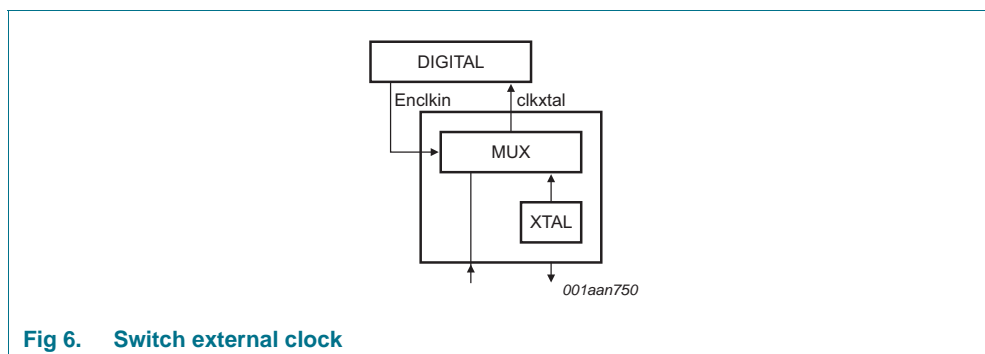 DIGITAL
Enclkin clkxtal
MUX
XTAL
001aan750
Fig 6. Switch external clock